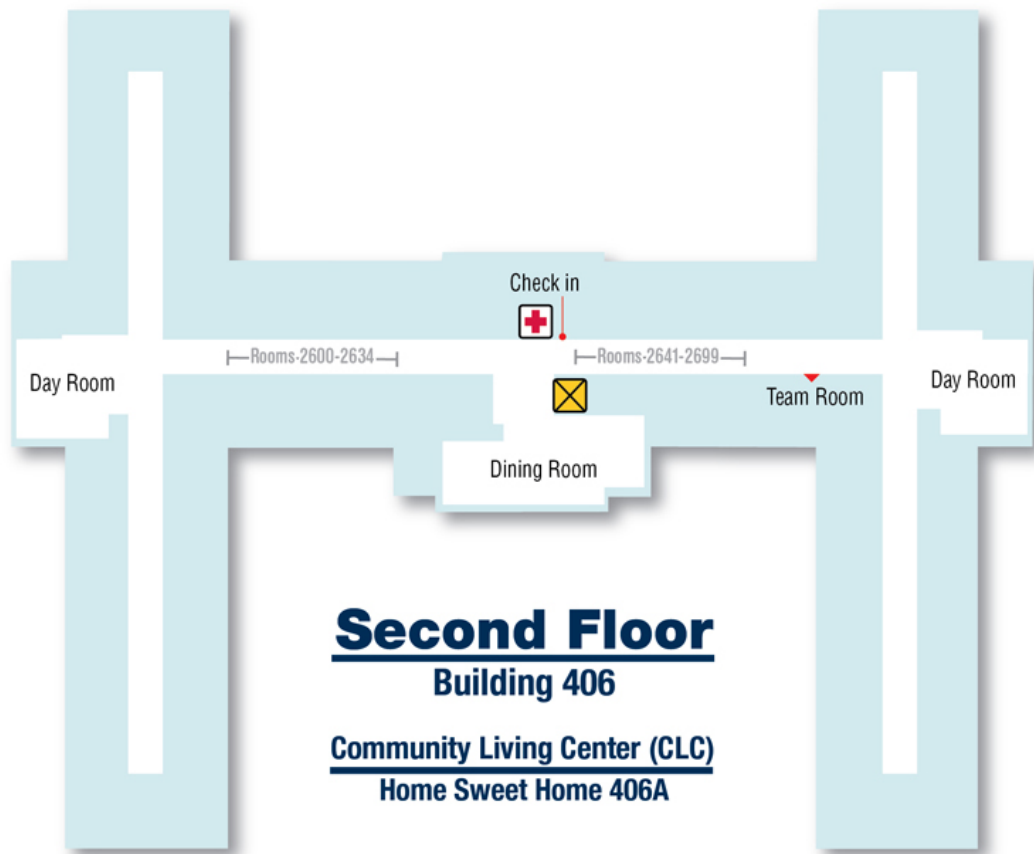 Check in
Rooms-2600-2634
Rooms-2641-2699
Day Room
Day Room
Team Room
Dining Room
Second Floor
Building 406
Community Living Center (CLC)
Home Sweet Home 406A